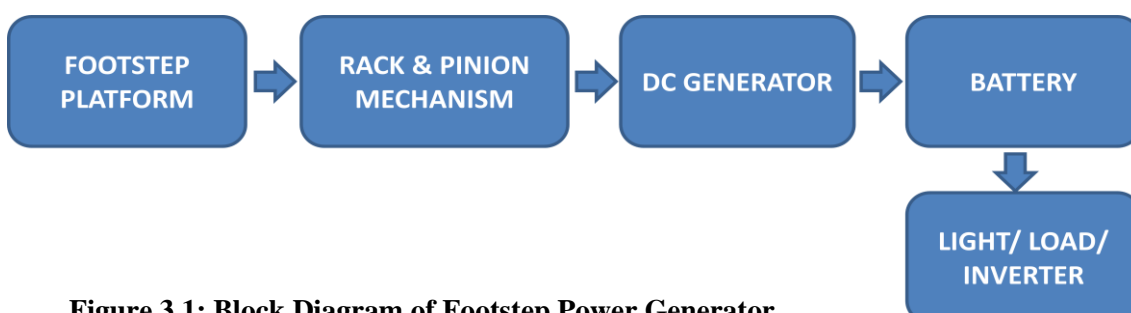 FOOTSTEP
PLATFORM
RACK & PINION
MECHANISM
DC GENERATOR
BATTERY
LIGHT/ LOAD/
INVERTER
Figure 3.1: Block Diagram of Footstep Power Generator